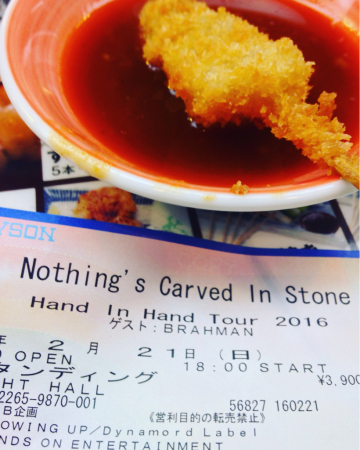 す
5本
YSON
Nothing's Carved In Stone
Hand In Hand Tour 2016
ゲスト：BRAHMAN
年 2月 21日（日）
OPEN 18:00 START
タンディング ¥3,900
GHT HALL
2265-9870-001 56827 160221
B企画 《営利目的の転売禁止》
OWING UP/Dynamord Label
NDS ON ENTERTAINMENT